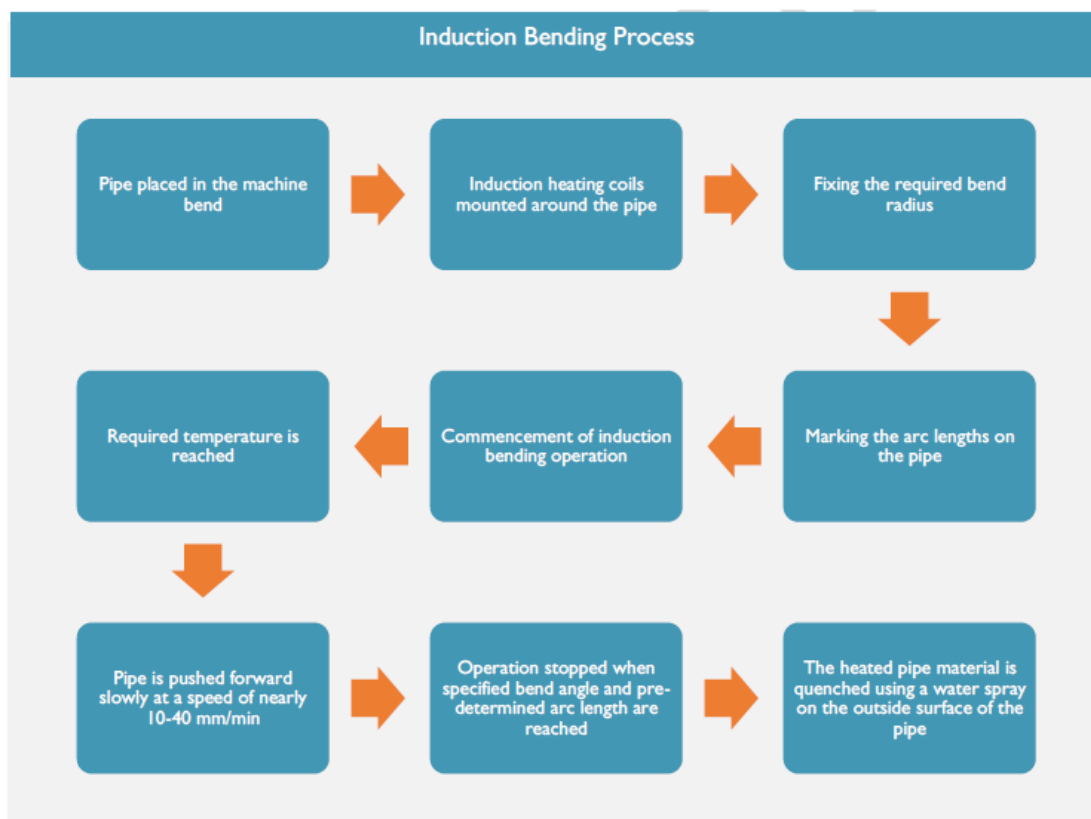 Induction Bending Process
Pipe placed in the machine
bend
Induction heating coils
mounted around the pipe
Fixing the required bend
radius
Marking the arc lengths on
the pipe
Commencement of induction
bending operation
Required temperature is
reached
Pipe is pushed forward
slowly at a speed of nearly
10-40 mm/min
Operation stopped when
specified bend angle and pre-
determined arc length are
reached
The heated pipe material is
quenched using a water spray
on the outside surface of the
pipe